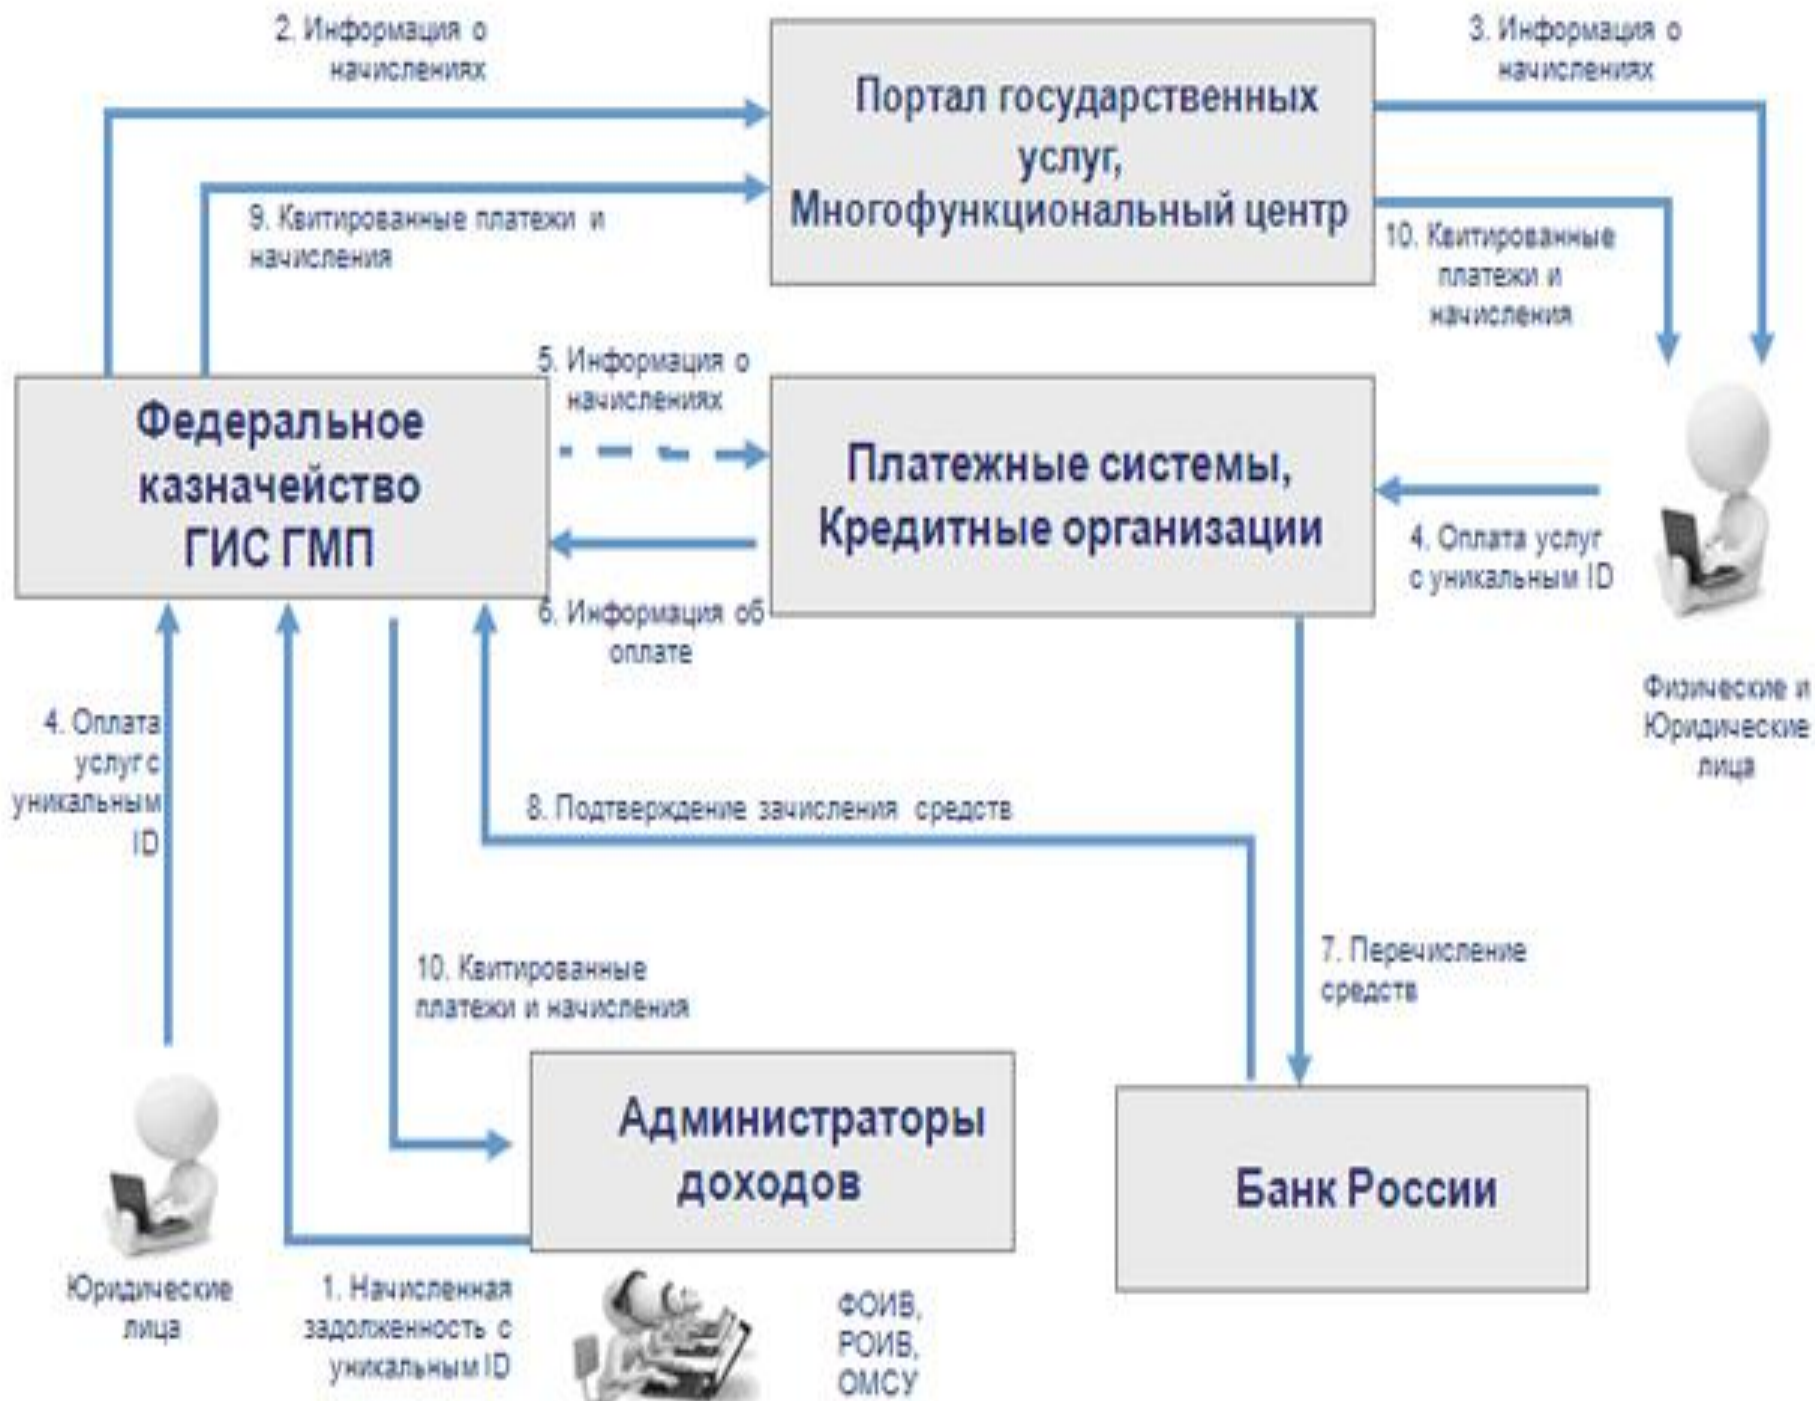 2. Информация о
начислениях
3. Информация о
начислениях
Портал государственных
услуг,
Многофункциональный центр
9. Квитированные платежи и
начисления
10. Квитированные
платежи и
начисления
5. Информация о
начислениях
Федеральное
казначейство
ГИС ГМП
Платежные системы,
Кредитные организации
4. Оплата услуг
с уникальным ID
6. Информация об
оплате
Физические и
Юридические
лица
4. Оплата
услуг с
уникальным
ID
8. Подтверждение зачисления средств
7. Перечисление
средств
10. Квитированные
платежи и начисления
Администраторы
доходов
Банк России
Юридические
лица
1. Начисленная
задолженность с
уникальным ID
ФОИВ,
РОИВ,
ОМСУ